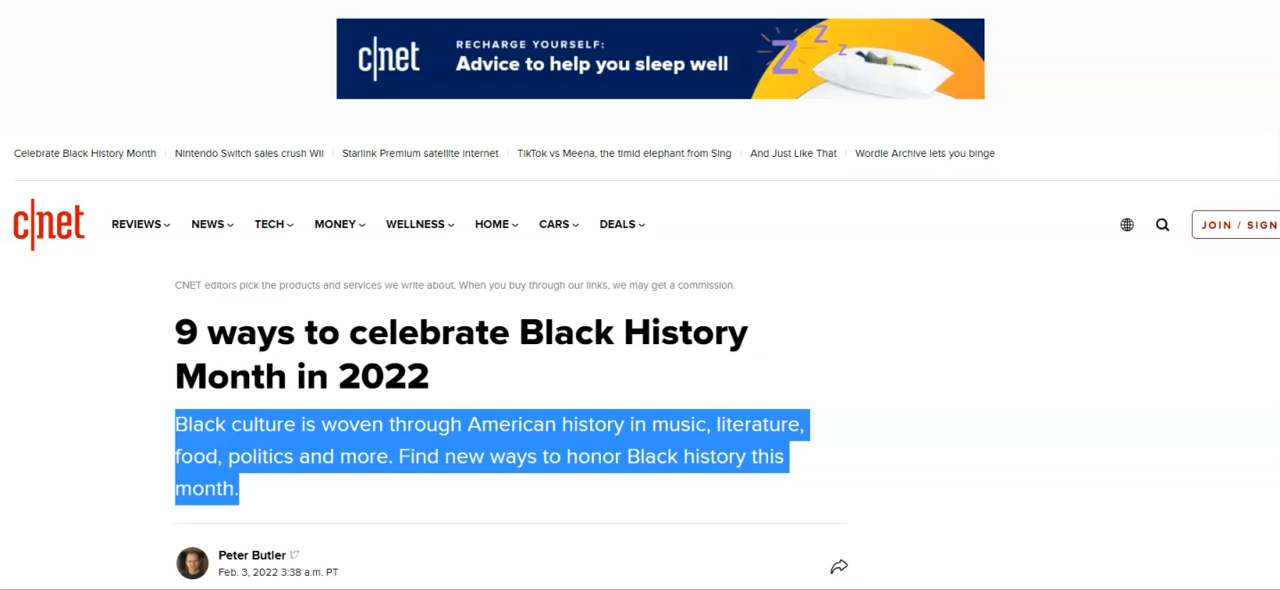 c|net
RECHARGE YOURSELF:
Advice to help you sleep well
Z Z Z
Celebrate Black History Month Nintendo Switch sales crush Wii Starlink Premium satellite internet TikTok vs Meena, the timid elephant from Sing And Just Like That Wordle Archive lets you binge
c|net REVIEWS NEWS TECH MONEY WELLNESS HOME CARS DEALS JOIN / SIGN
CNET editors pick the products and services we write about. When you buy through our links, we may get a commission.
9 ways to celebrate Black History
Month in 2022
Black culture is woven through American history in music, literature,
food, politics and more. Find new ways to honor Black history this
month.
Peter Butler
Feb. 3, 2022 3:38 a.m. PT